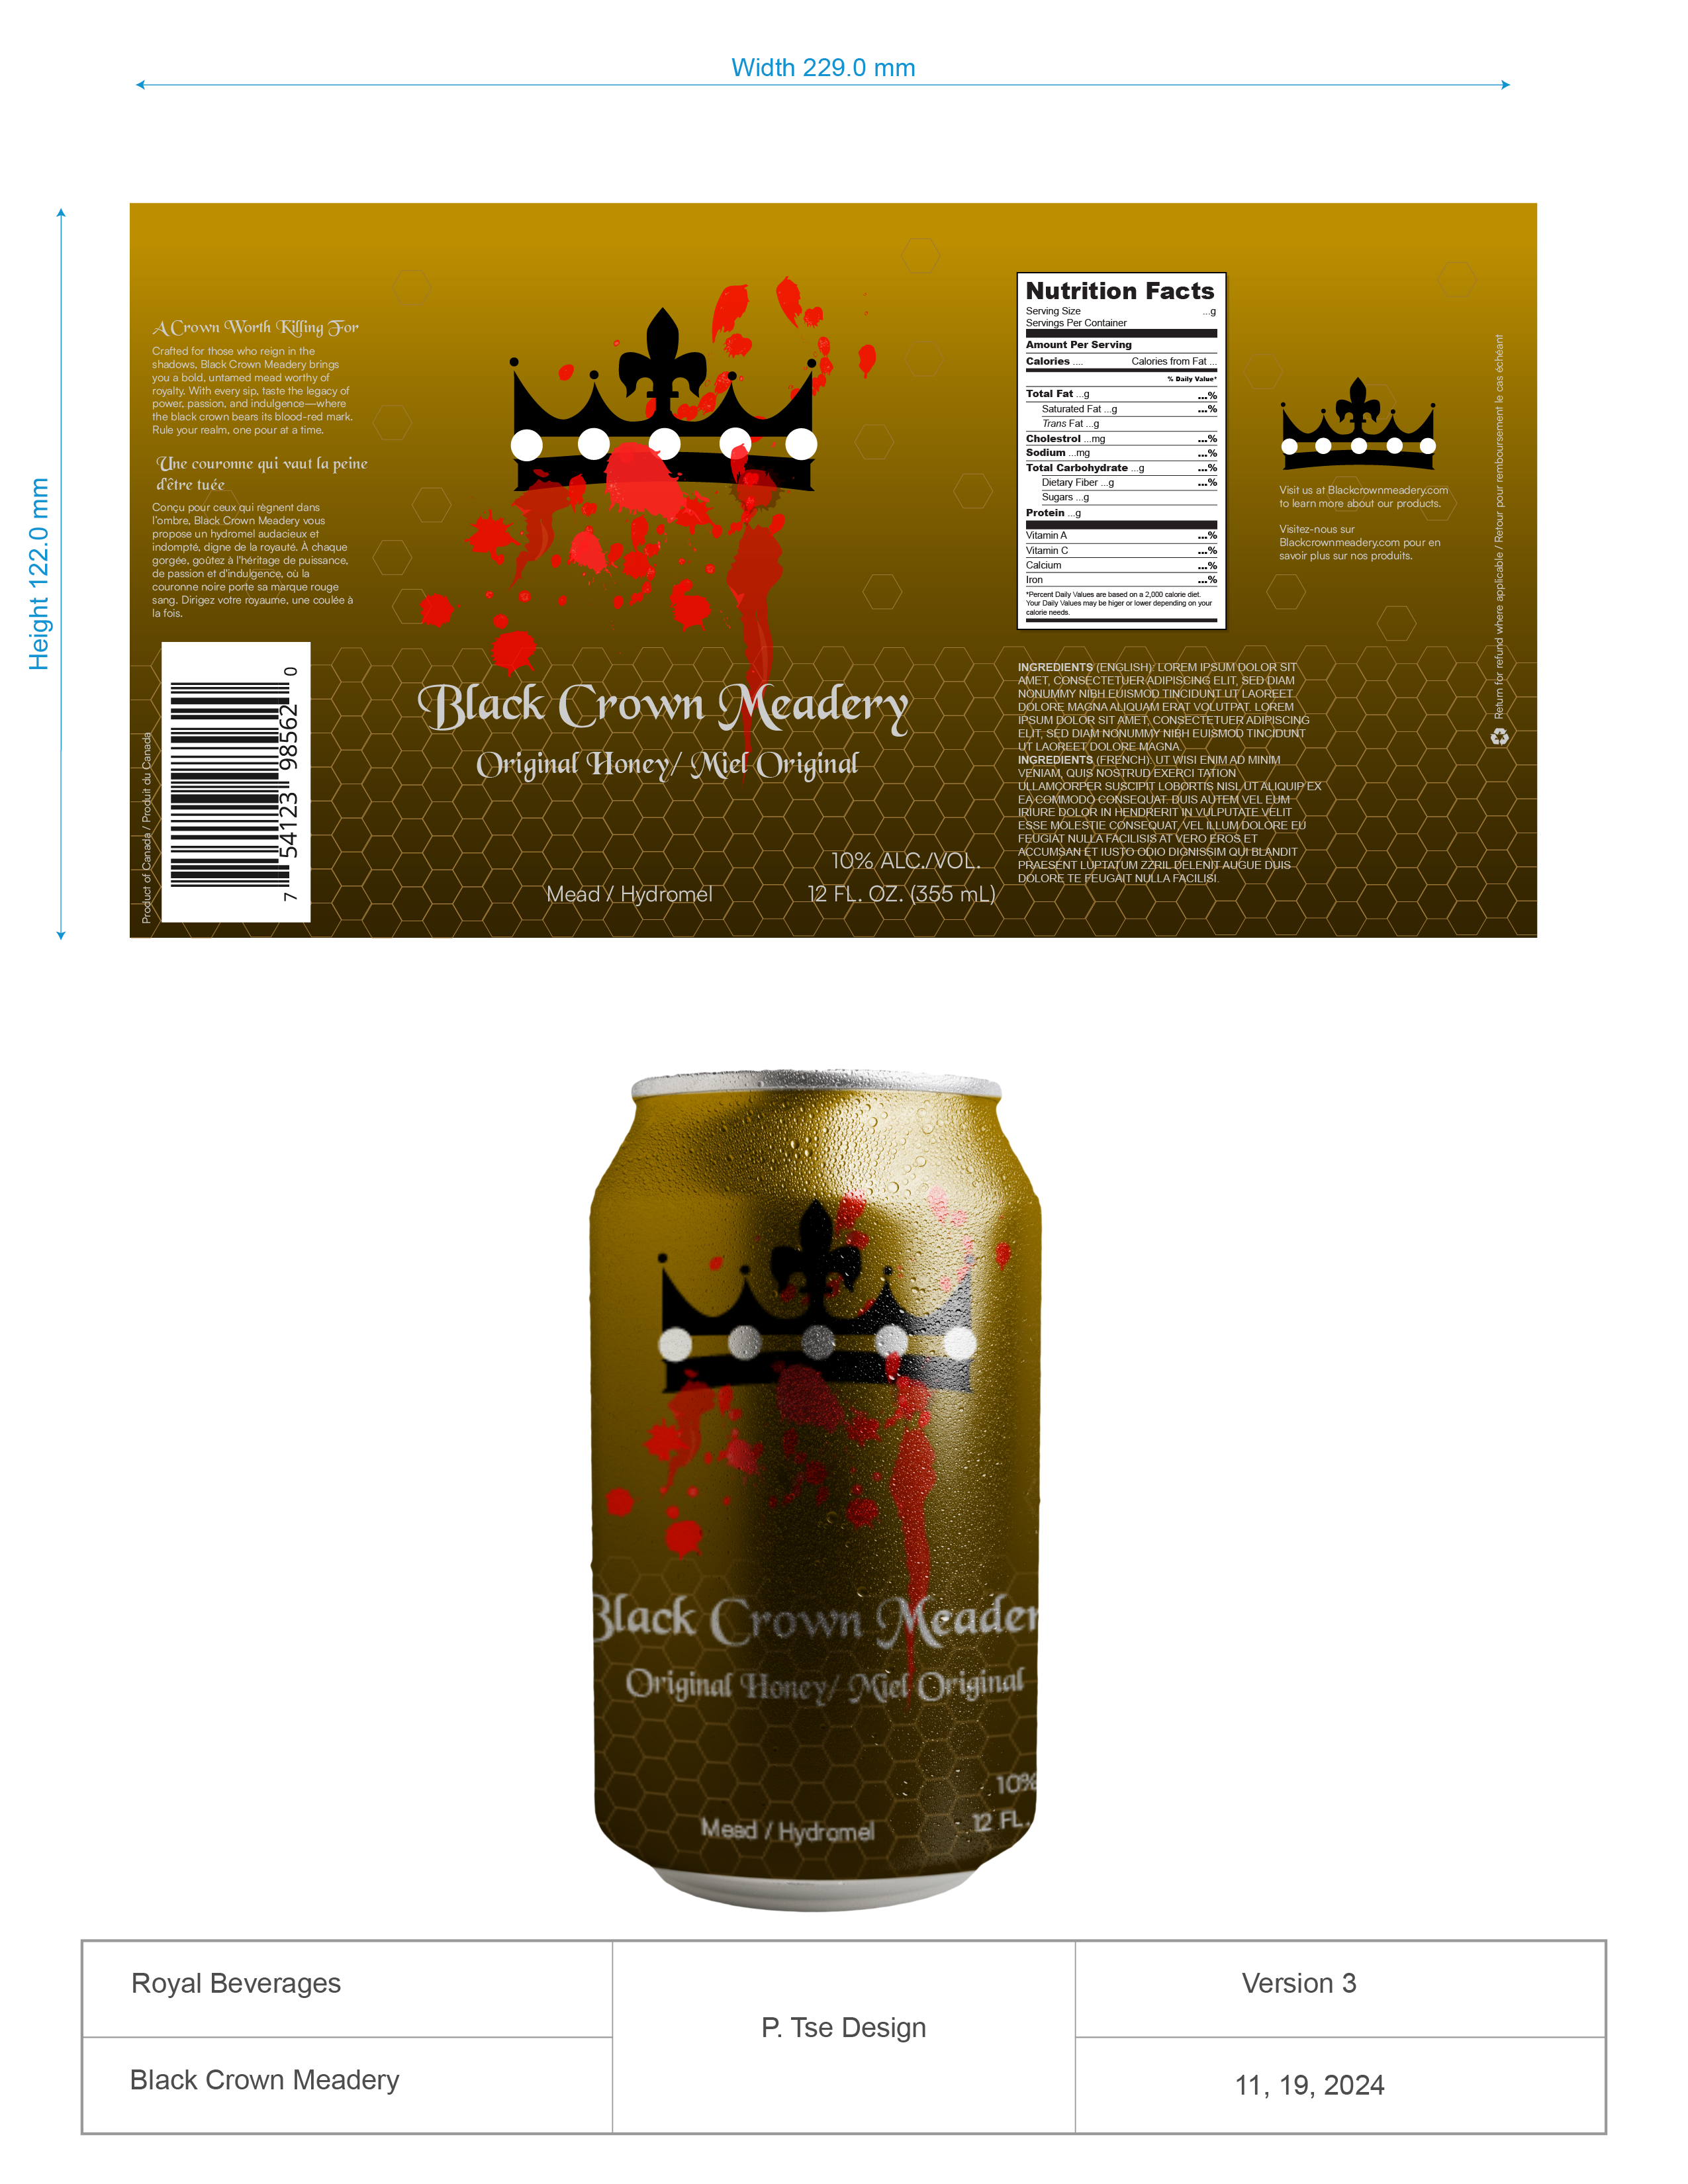 Width 229.0 mm
Height 122.0 mm
A Crown Worth Killing For
Crafted for those who reign in the
shadows, Black Crown Meadery brings
you a bold, untamed mead worthy of
royalty. With every sip, taste the legacy of
power, passion, and indulgence—where
the black crown bears its blood-red mark.
Rule your realm, one pour at a time.
Une couronne qui vaut la peine
d'être tuée
Conçu pour ceux qui règnent dans
l'ombre, Black Crown Meadery vous
propose un hydromel audacieux et
indompté, digne de la royauté. À chaque
gorgée, goûtez à l'héritage de puissance,
de passion et d'indulgence, où la
couronne noire porte sa marque rouge
sang. Dirigez votre royaume, une coulée à
la fois.
Product of Canada / Produit du Canada
7 54123 98562 0
Black Crown Meadery
Original Honey/ Miel Original
10% ALC./VOL.
Mead / Hydromel
12 FL. OZ. (355 mL)
Nutrition Facts
Serving Size ...g
Servings Per Container
Amount Per Serving
Calories .... Calories from Fat ...
% Daily Value*
Total Fat ...g ...%
Saturated Fat ...g ...%
Trans Fat ...g
Cholestrol ...mg ...%
Sodium ...mg ...%
Total Carbohydrate ...g ...%
Dietary Fiber ...g ...%
Sugars ...g
Protein ...g
Vitamin A ...%
Vitamin C ...%
Calcium ...%
Iron ...%
*Percent Daily Values are based on a 2,000 calorie diet.
Your Daily Values may be higer or lower depending on your
calorie needs.
INGREDIENTS (ENGLISH): LOREM IPSUM DOLOR SIT
AMET, CONSECTETUER ADIPISCING ELIT, SED DIAM
NONUMMY NIBH EUISMOD TINCIDUNT UT LAOREET
DOLORE MAGNA ALIQUAM ERAT VOLUTPAT. LOREM
IPSUM DOLOR SIT AMET, CONSECTETUER ADIPISCING
ELIT, SED DIAM NONUMMY NIBH EUISMOD TINCIDUNT
UT LAOREET DOLORE MAGNA.
INGREDIENTS (FRENCH): UT WISI ENIM AD MINIM
VENIAM, QUIS NOSTRUD EXERCI TATION
ULLAMCORPER SUSCIPIT LOBORTIS NISL UT ALIQUIP EX
EA COMMODO CONSEQUAT. DUIS AUTEM VEL EUM
IRIURE DOLOR IN HENDRERIT IN VULPUTATE VELIT
ESSE MOLESTIE CONSEQUAT, VEL ILLUM DOLORE EU
FEUGIAT NULLA FACILISIS AT VERO EROS ET
ACCUMSAN ET IUSTO ODIO DIGNISSIM QUI BLANDIT
PRAESENT LUPTATUM ZZRIL DELENIT AUGUE DUIS
DOLORE TE FEUGAIT NULLA FACILISI.
Visit us at Blackcrownmeadery.com
to learn more about our products.
Visitez-nous sur
Blackcrownmeadery.com pour en
savoir plus sur nos produits.
Return for refund where applicable / Retour pour remboursement le cas échéant
Black Crown Meader
Original Honey/ Miel Original
10%
Mead / Hydromel
12 FL.
Royal Beverages
Black Crown Meadery
P. Tse Design
Version 3
11, 19, 2024